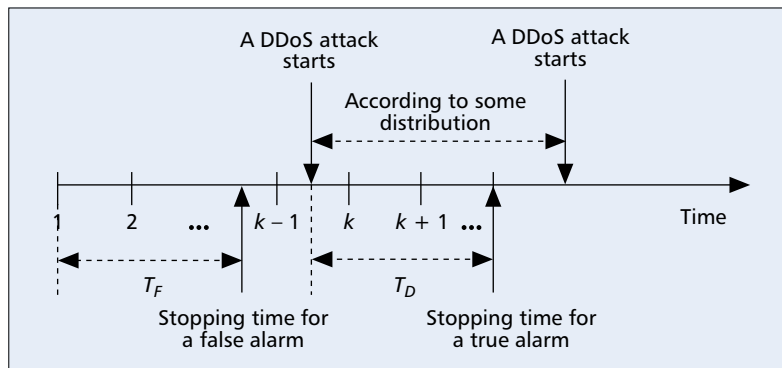 A DDoS attack
starts
A DDoS attack
starts
According to some
distribution
1
2
...
k – 1
k
k + 1
...
Time
T_F
T_D
Stopping time for
a false alarm
Stopping time for
a true alarm